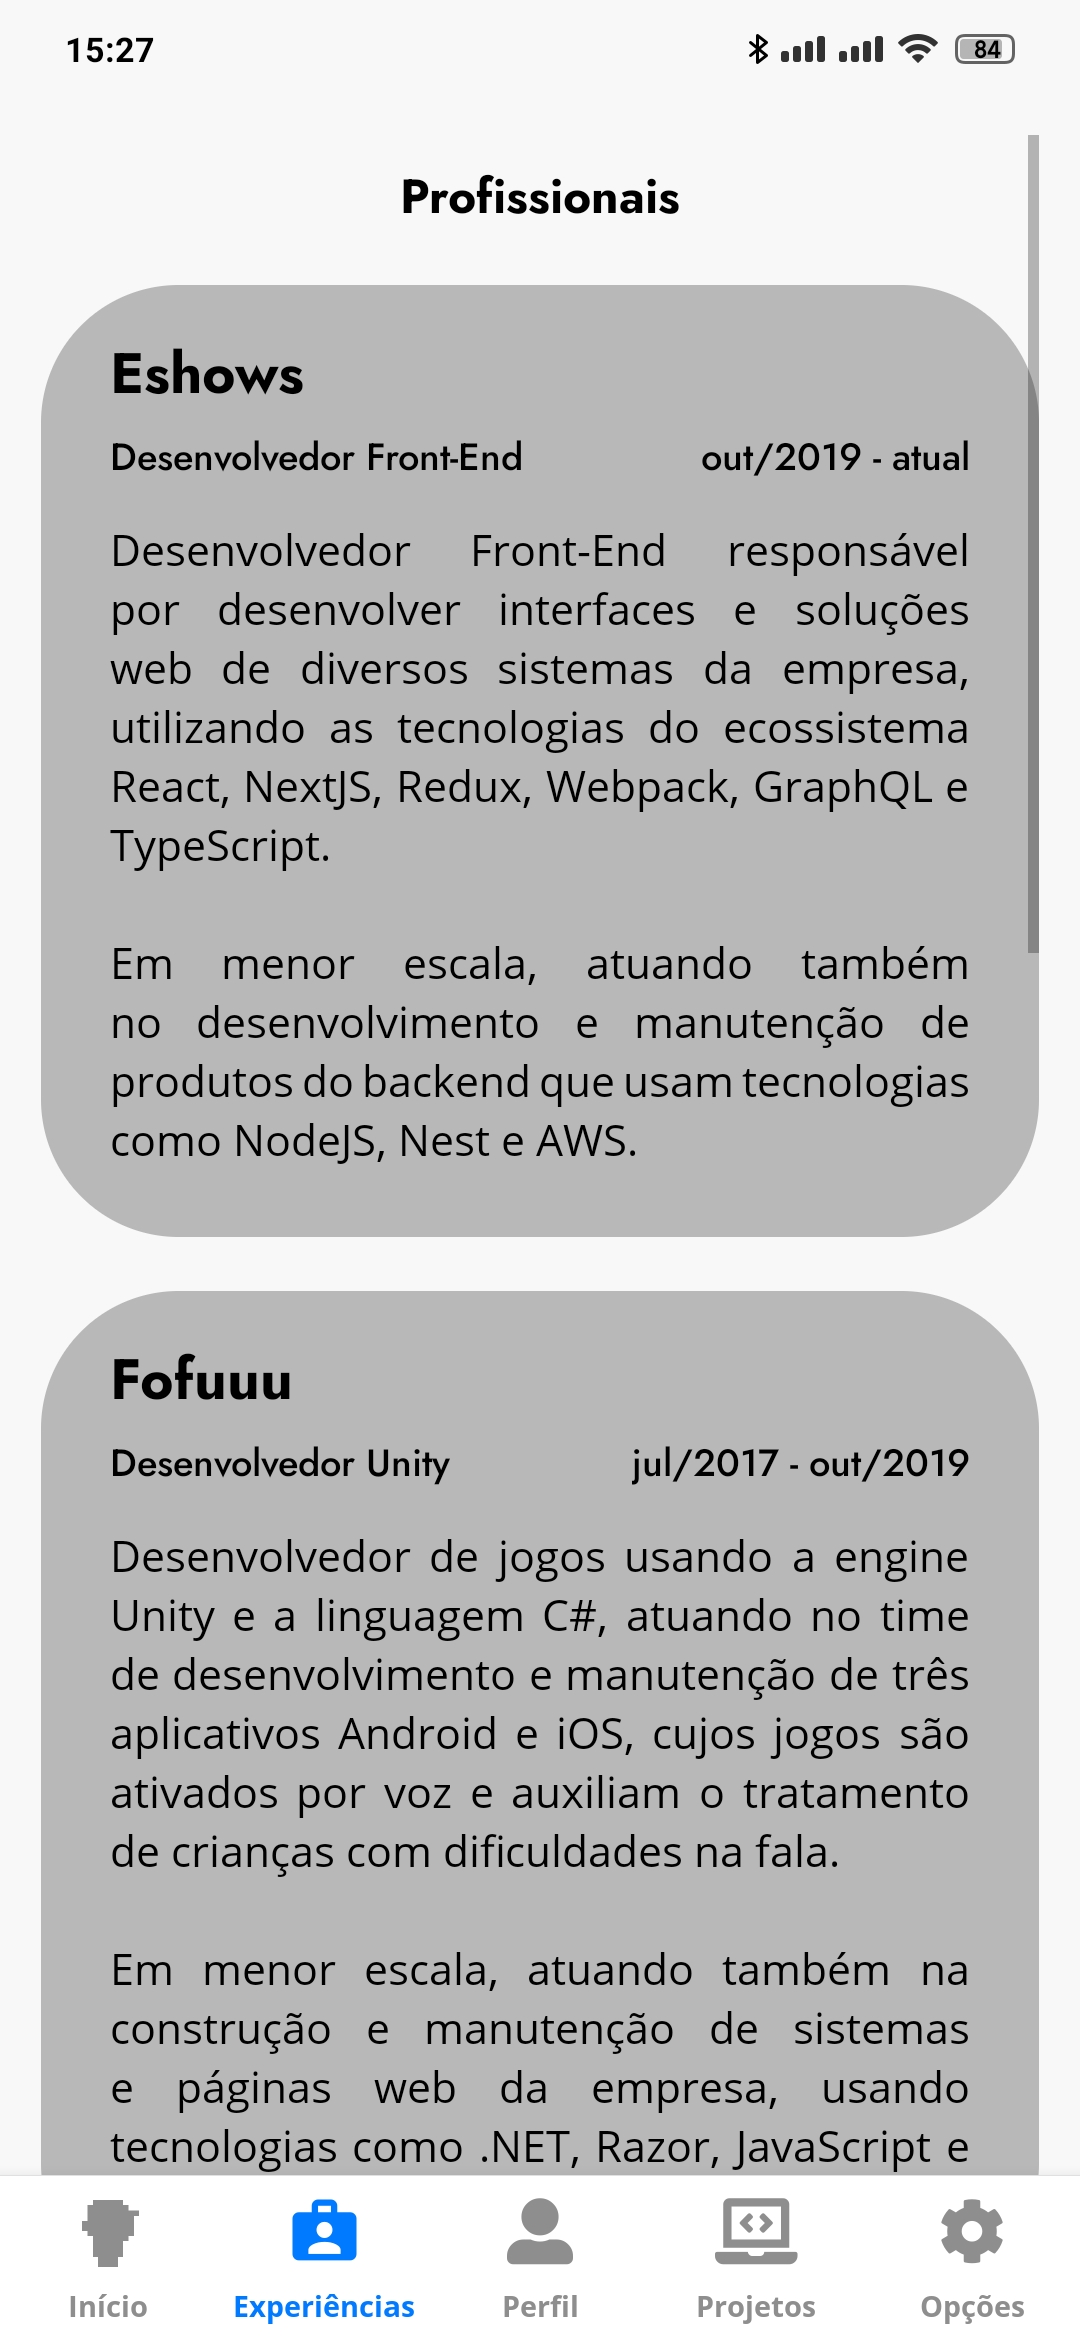 15:27
84
Profissionais
Eshows
Desenvolvedor Front-End out/2019 - atual
Desenvolvedor Front-End responsável
por desenvolver interfaces e soluções
web de diversos sistemas da empresa,
utilizando as tecnologias do ecossistema
React, NextJS, Redux, Webpack, GraphQL e
TypeScript.
Em menor escala, atuando também
no desenvolvimento e manutenção de
produtos do backend que usam tecnologias
como NodeJS, Nest e AWS.
Fofuuu
Desenvolvedor Unity jul/2017 - out/2019
Desenvolvedor de jogos usando a engine
Unity e a linguagem C#, atuando no time
de desenvolvimento e manutenção de três
aplicativos Android e iOS, cujos jogos são
ativados por voz e auxiliam o tratamento
de crianças com dificuldades na fala.
Em menor escala, atuando também na
construção e manutenção de sistemas
e páginas web da empresa, usando
tecnologias como .NET, Razor, JavaScript e
Início Experiências Perfil Projetos Opções